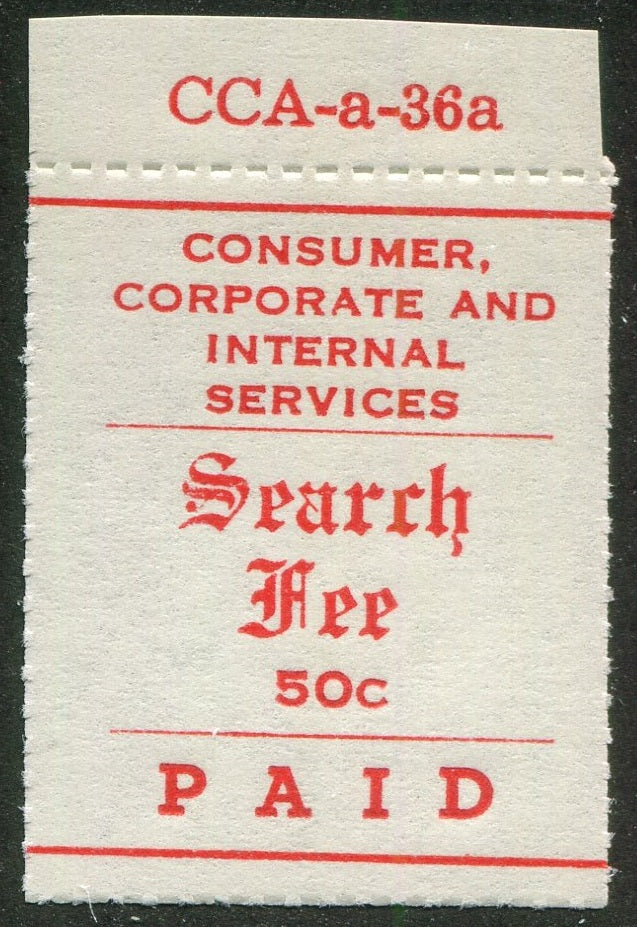 CCA-a-36a
CONSUMER,
CORPORATE AND
INTERNAL
SERVICES
Search
Fee
50c
PAID